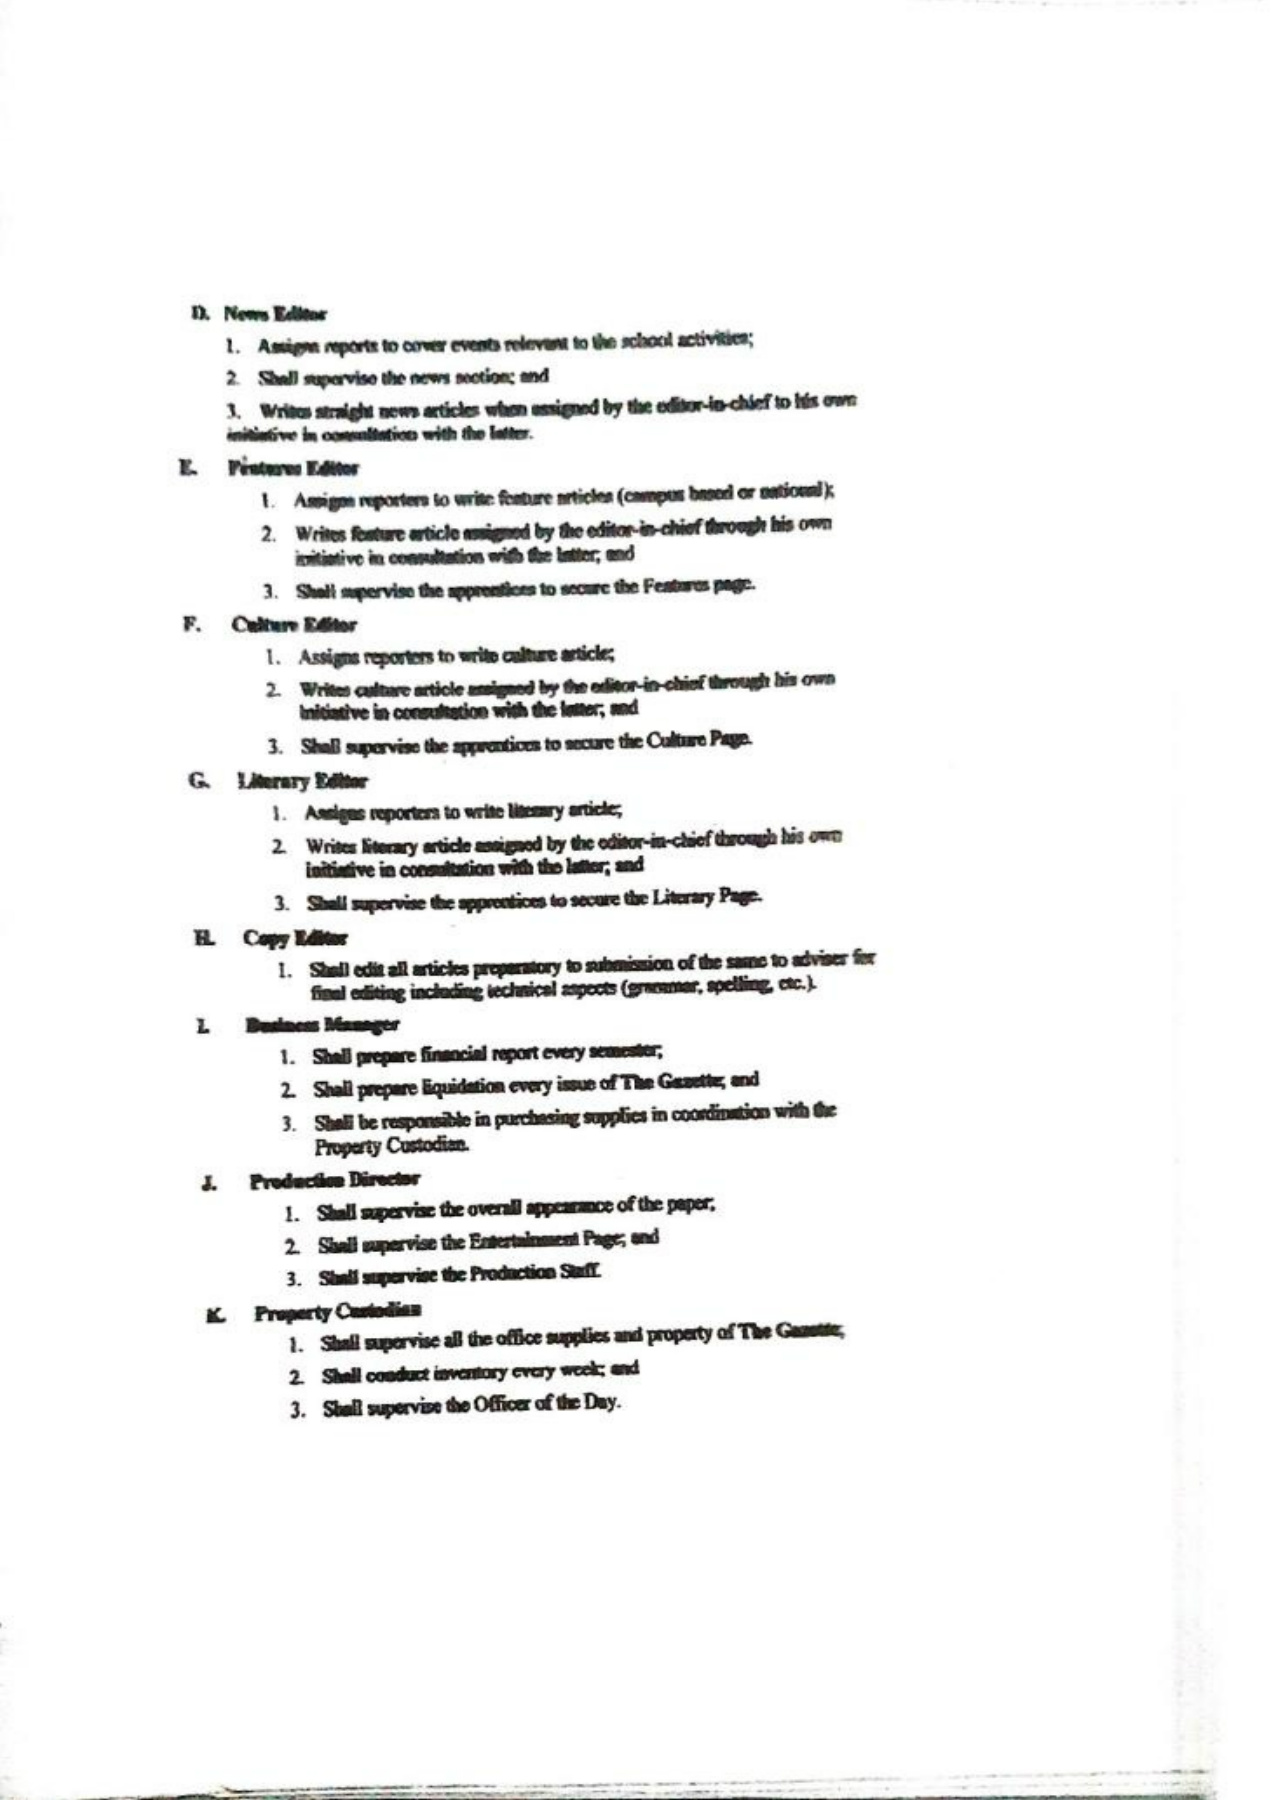 D. News Editor
1. Assigns reports to cover events relevant to the school activities;
2. Shall supervise the news section; and
3. Writes straight news articles when assigned by the editor-in-chief to his own
initiative in consultation with the latter.
E. Features Editor
1. Assigns reporters to write feature articles (campus based or national);
2. Writes feature article assigned by the editor-in-chief through his own
initiative in consultation with the latter; and
3. Shall supervise the apprentices to secure the Features page.
F. Culture Editor
1. Assigns reporters to write culture article;
2. Writes culture article assigned by the editor-in-chief through his own
initiative in consultation with the latter; and
3. Shall supervise the apprentices to secure the Culture Page.
G. Literary Editor
1. Assigns reporters to write literary article;
2. Writes literary article assigned by the editor-in-chief through his own
initiative in consultation with the latter; and
3. Shall supervise the apprentices to secure the Literary Page.
H. Copy Editor
1. Shall edit all articles preparatory to submission of the same to adviser for
final editing including technical aspects (grammar, spelling, etc.).
I. Business Manager
1. Shall prepare financial report every semester;
2. Shall prepare liquidation every issue of The Gazette; and
3. Shall be responsible in purchasing supplies in coordination with the
Property Custodian.
J. Production Director
1. Shall supervise the overall appearance of the paper;
2. Shall supervise the Entertainment Page; and
3. Shall supervise the Production Staff.
K. Property Custodian
1. Shall supervise all the office supplies and property of The Gazette;
2. Shall conduct inventory every week; and
3. Shall supervise the Officer of the Day.